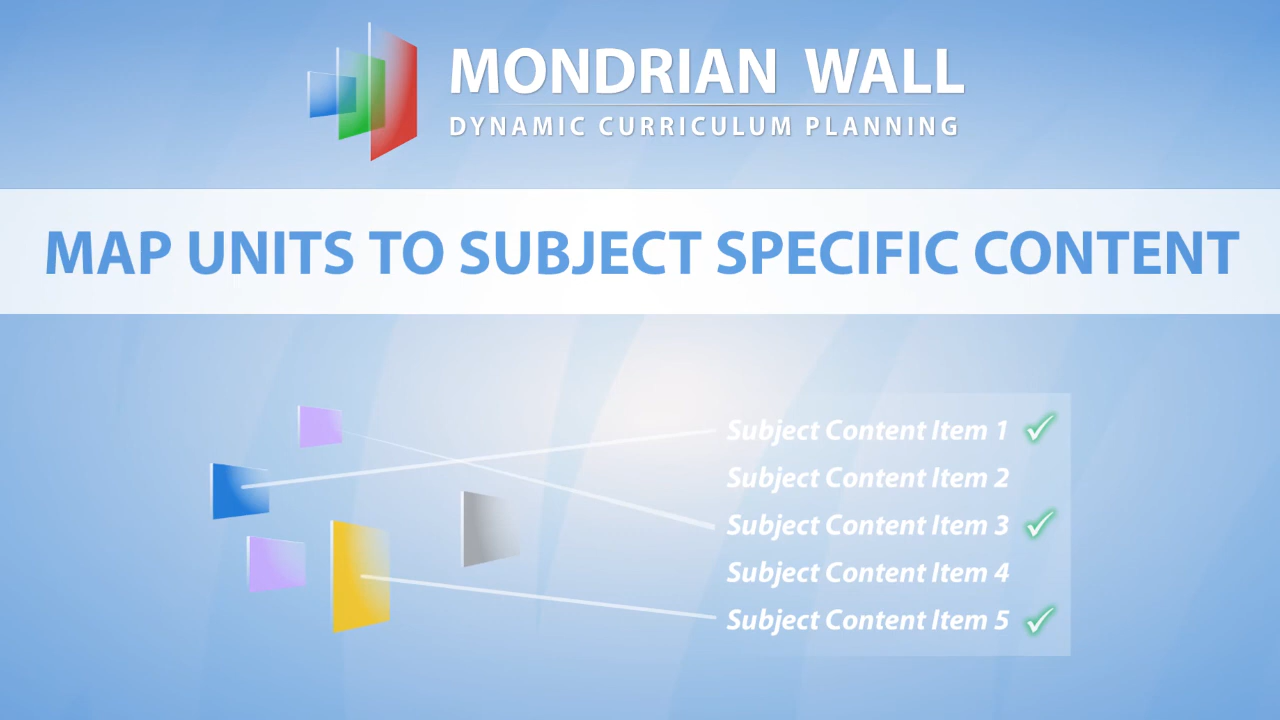 MONDRIAN WALL
DYNAMIC CURRICULUM PLANNING
MAP UNITS TO SUBJECT SPECIFIC CONTENT
Subject Content Item 1
Subject Content Item 2
Subject Content Item 3
Subject Content Item 4
Subject Content Item 5